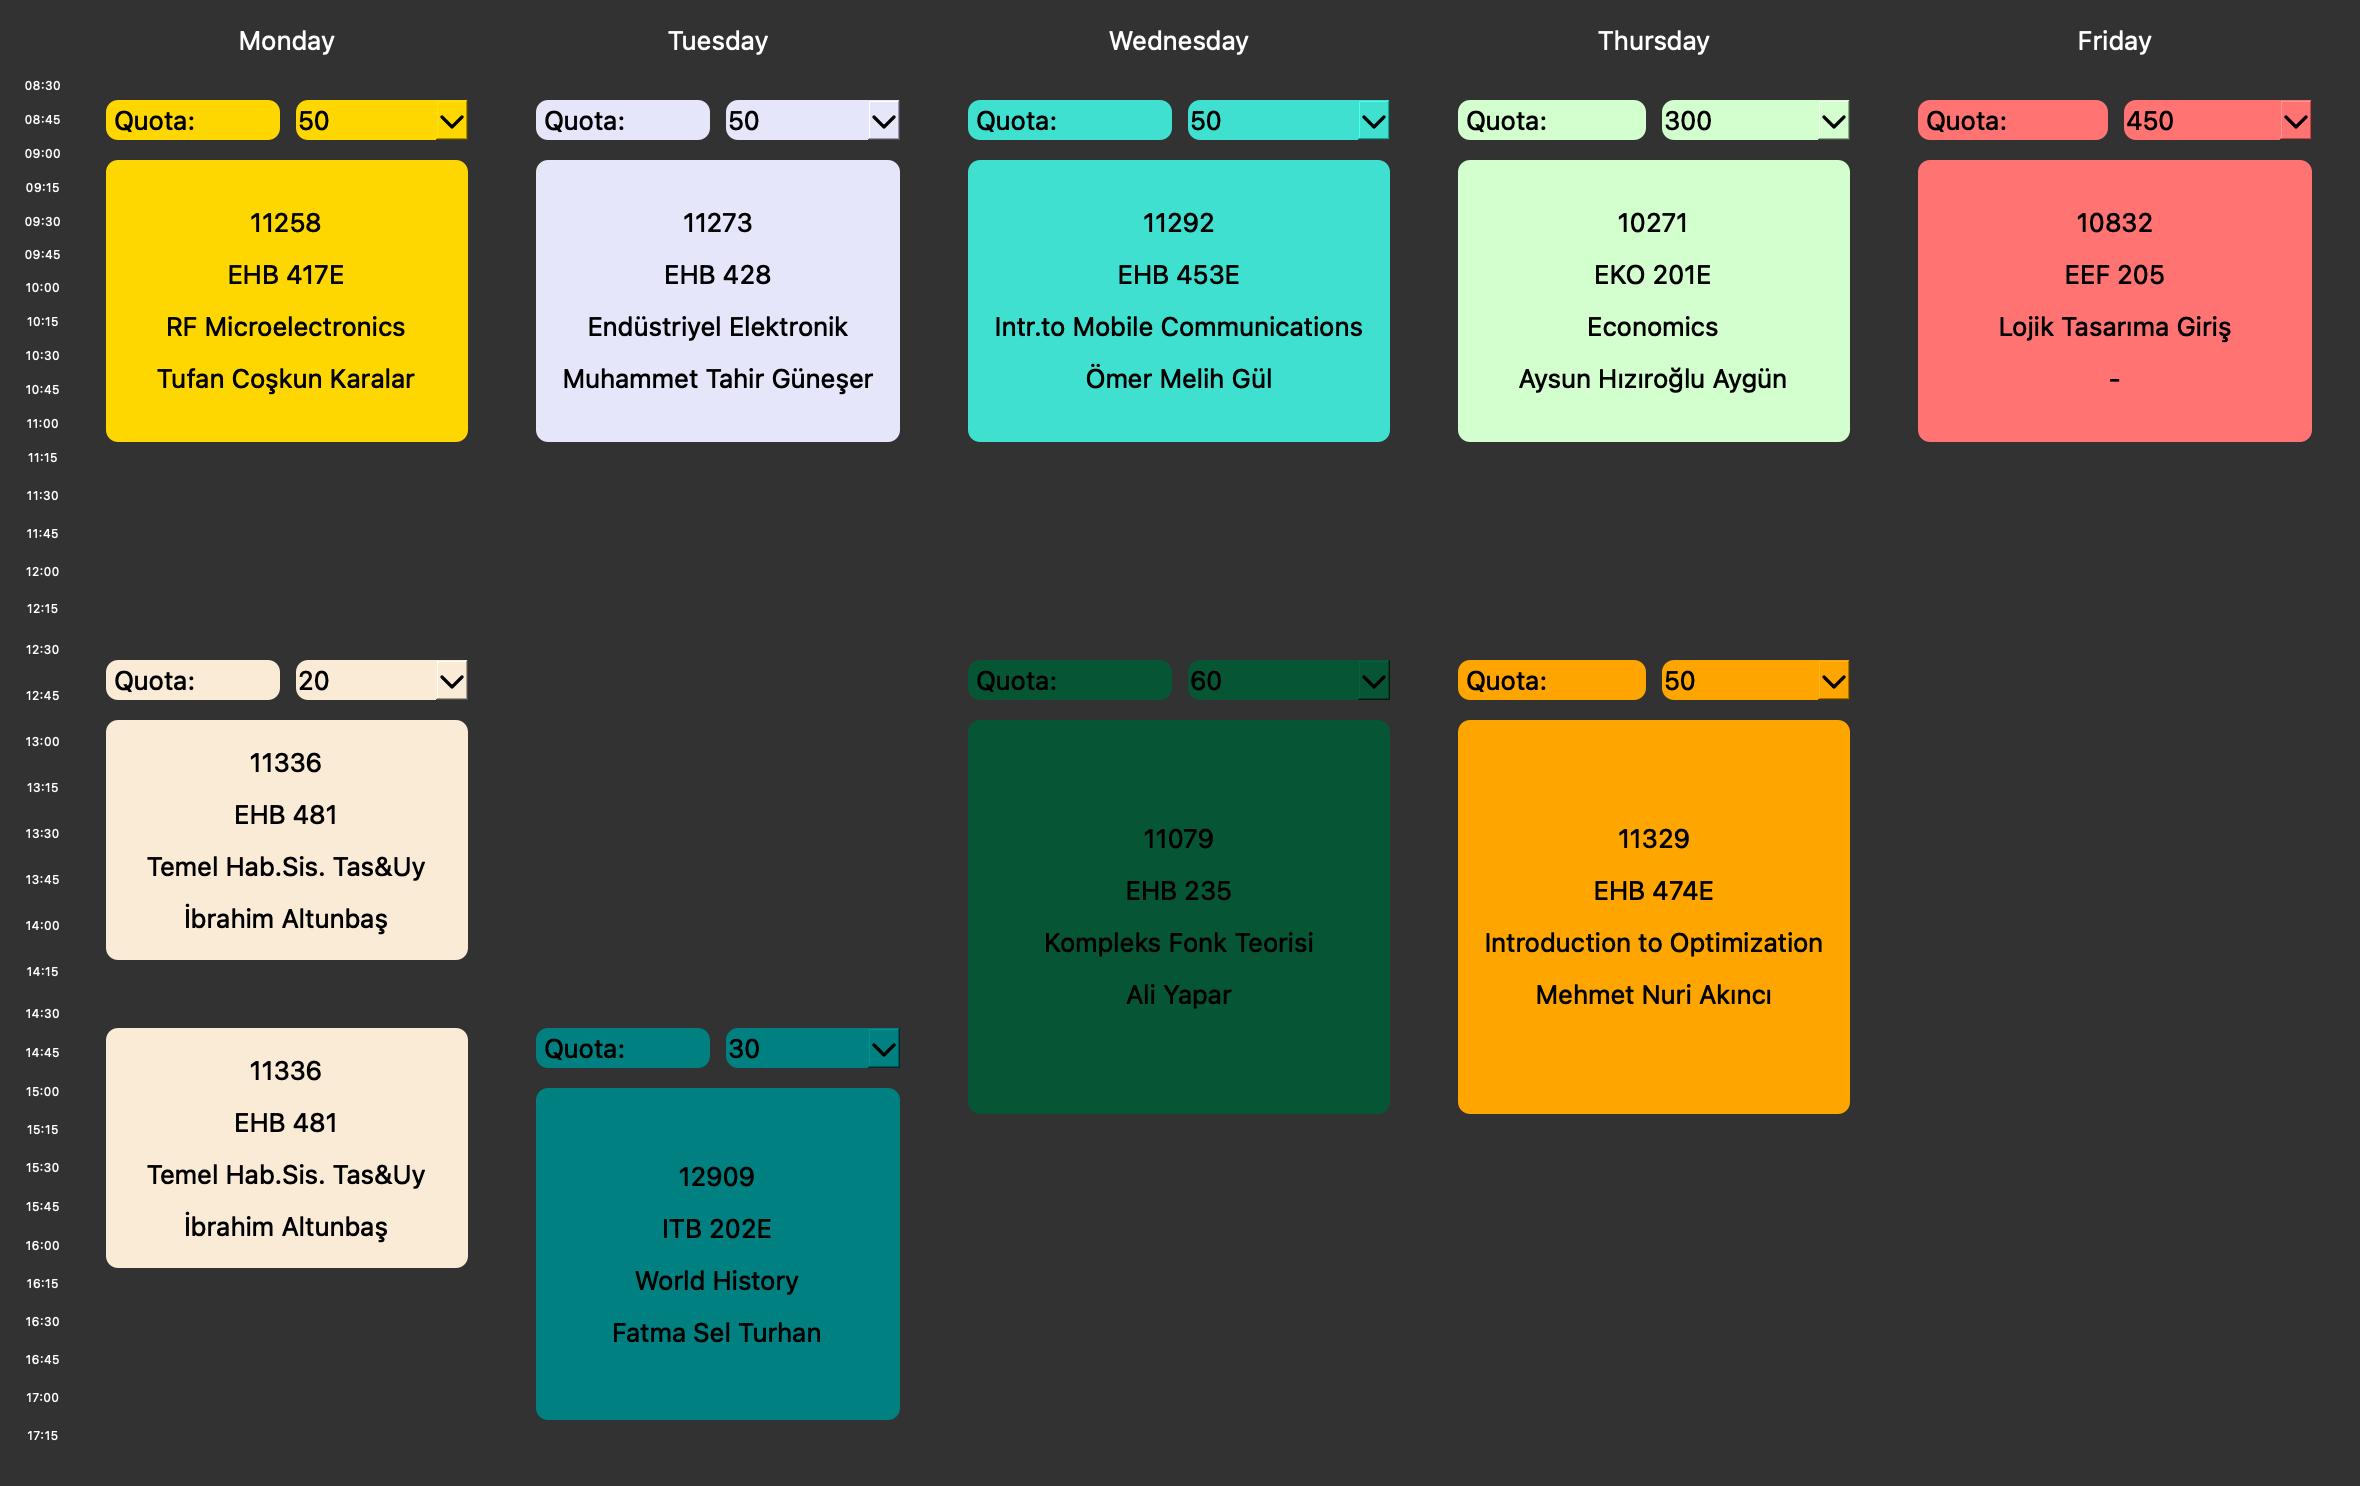 Monday
Tuesday
Wednesday
Thursday
Friday
08:30
08:45
09:00
09:15
09:30
09:45
10:00
10:15
10:30
10:45
11:00
11:15
11:30
11:45
12:00
12:15
12:30
12:45
13:00
13:15
13:30
13:45
14:00
14:15
14:30
14:45
15:00
15:15
15:30
15:45
16:00
16:15
16:30
16:45
17:00
17:15
Quota: 50
11258
EHB 417E
RF Microelectronics
Tufan Coşkun Karalar
Quota: 20
11336
EHB 481
Temel Hab.Sis. Tas&Uy
İbrahim Altunbaş
11336
EHB 481
Temel Hab.Sis. Tas&Uy
İbrahim Altunbaş
Quota: 50
11273
EHB 428
Endüstriyel Elektronik
Muhammet Tahir Güneşer
Quota: 30
12909
ITB 202E
World History
Fatma Sel Turhan
Quota: 50
11292
EHB 453E
Intr.to Mobile Communications
Ömer Melih Gül
Quota: 60
11079
EHB 235
Kompleks Fonk Teorisi
Ali Yapar
Quota: 300
10271
EKO 201E
Economics
Aysun Hızıroğlu Aygün
Quota: 50
11329
EHB 474E
Introduction to Optimization
Mehmet Nuri Akıncı
Quota: 450
10832
EEF 205
Lojik Tasarıma Giriş
-